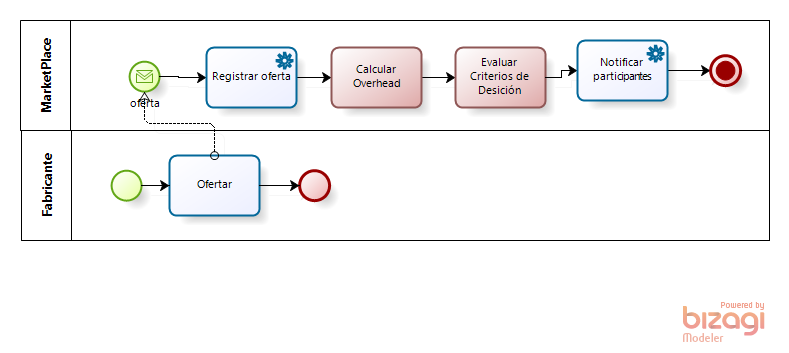 MarketPlace
oferta
Registrar oferta
Calcular
Overhead
Evaluar
Criterios de
Desición
Notificar
participantes
Fabricante
Ofertar
Powered by
bizagi
Modeler